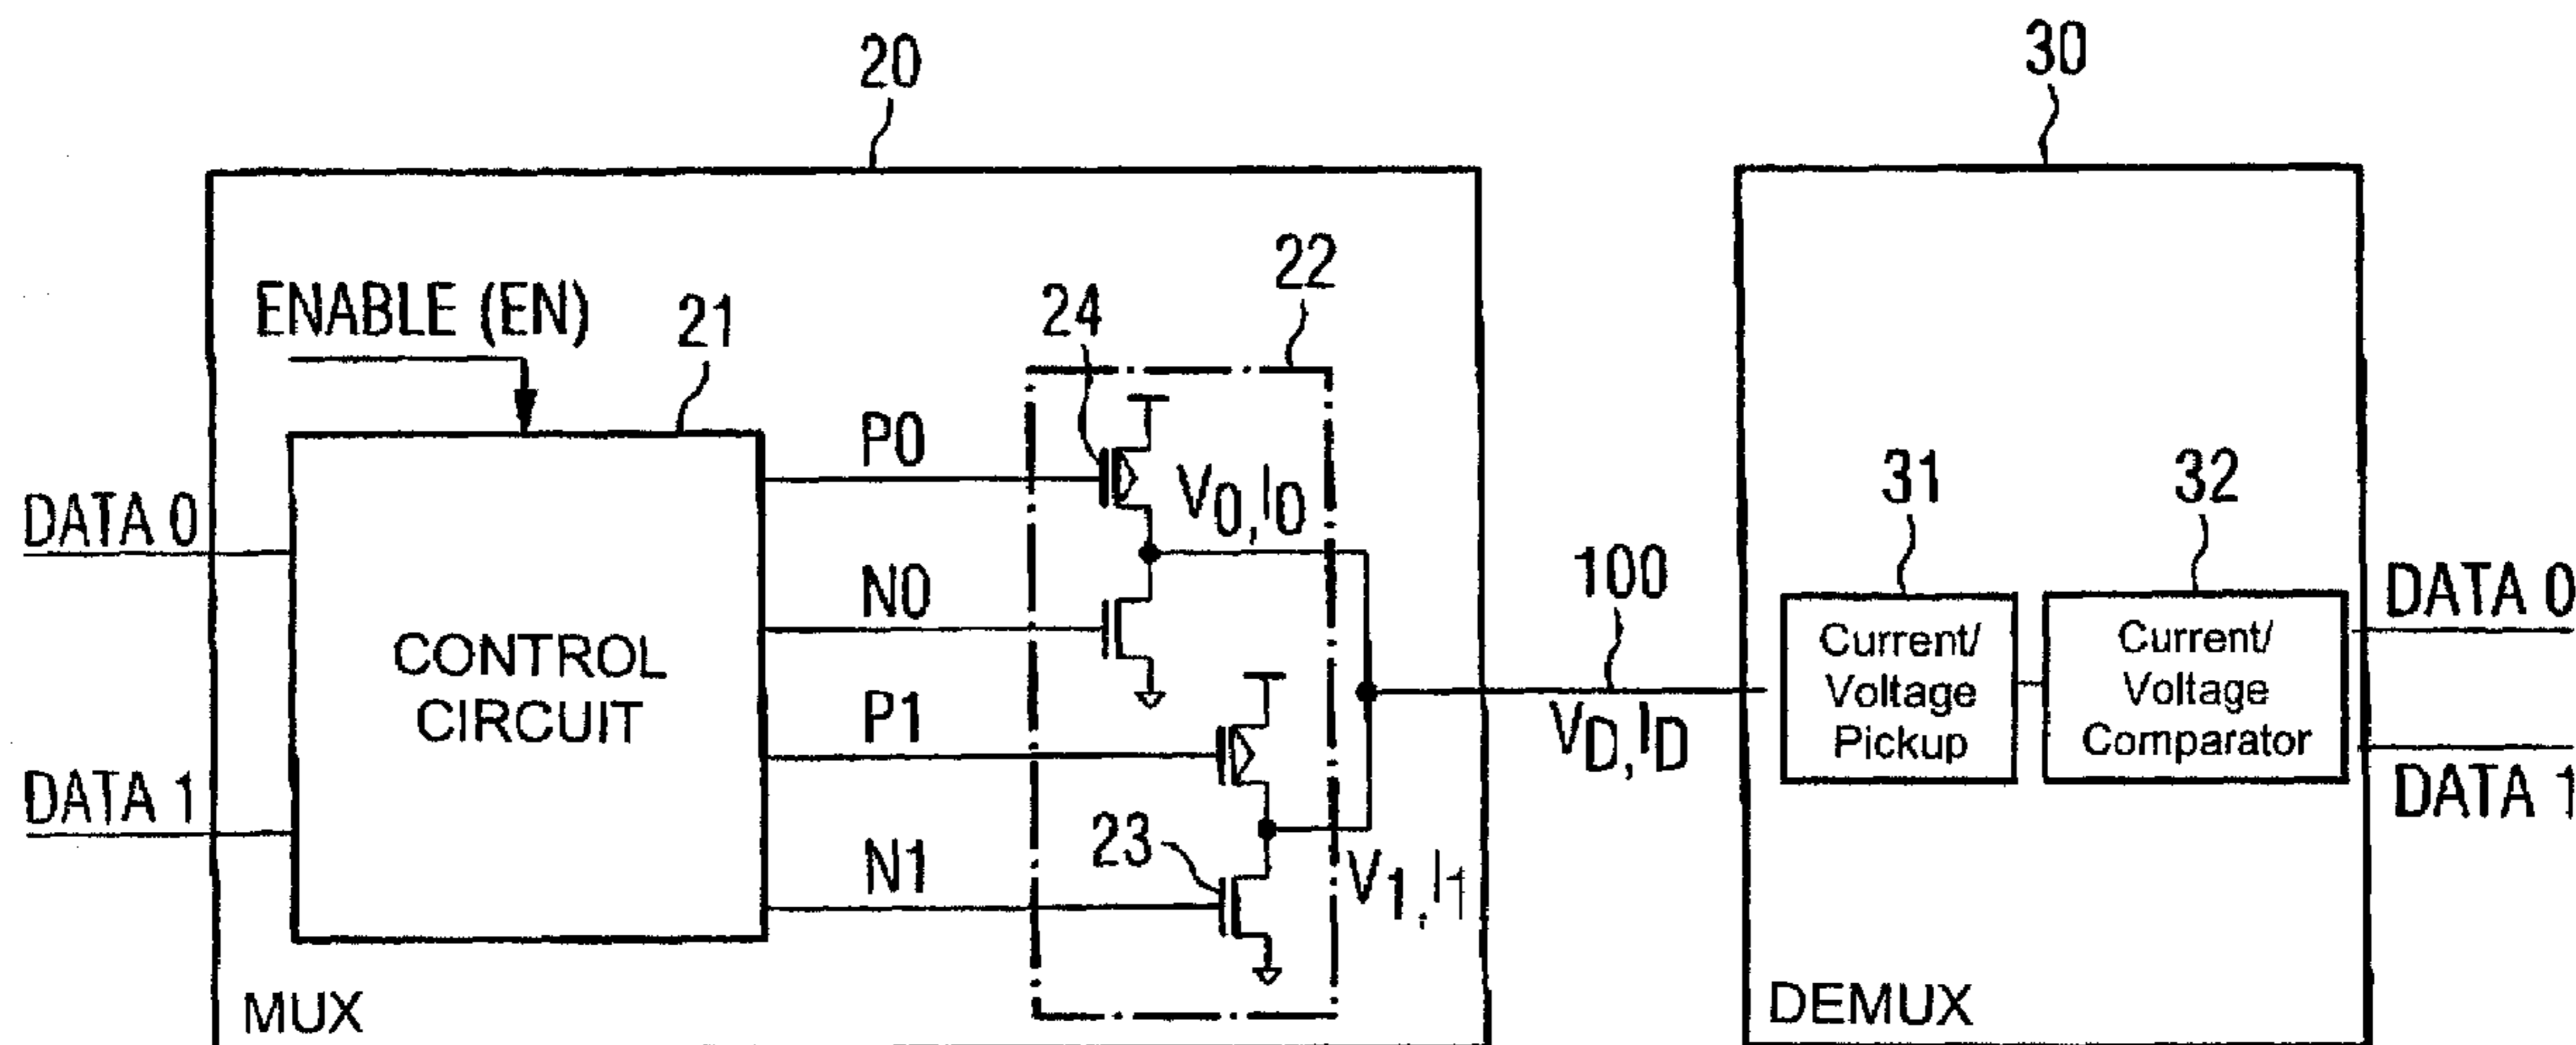 20
30
22
ENABLE (EN)
21
24
P0
V0, I0
31
32
DATA 0
N0
100
DATA 0
CONTROL
CIRCUIT
Current/
Voltage
Pickup
Current/
Voltage
Comparator
P1
VD, ID
DATA 1
DATA 1
23
N1
V1, I1
MUX
DEMUX